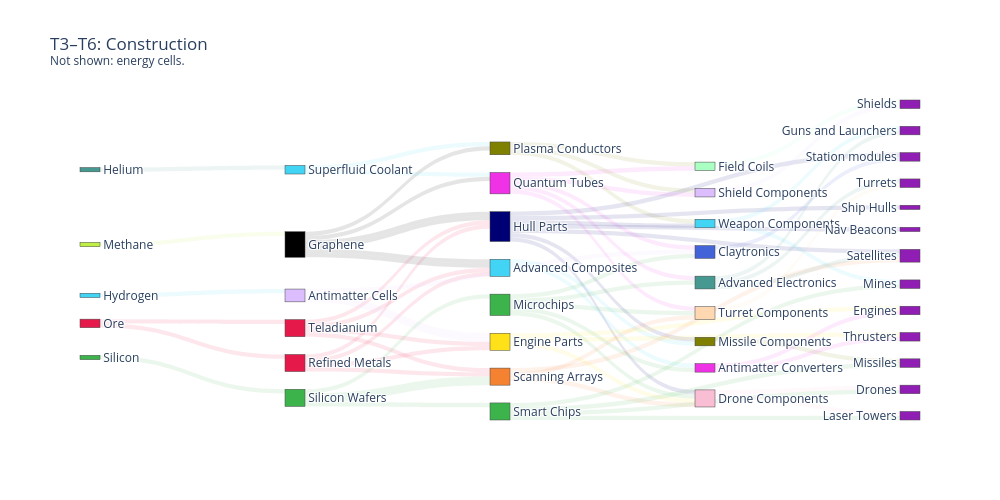 T3–T6: Construction
Not shown: energy cells.
Helium
Methane
Hydrogen
Ore
Silicon
Superfluid Coolant
Graphene
Antimatter Cells
Teladianium
Refined Metals
Silicon Wafers
Plasma Conductors
Quantum Tubes
Hull Parts
Advanced Composites
Microchips
Engine Parts
Scanning Arrays
Smart Chips
Field Coils
Shield Components
Weapon Components
Claytronics
Advanced Electronics
Turret Components
Missile Components
Antimatter Converters
Drone Components
Shields
Guns and Launchers
Station modules
Turrets
Ship Hulls
Nav Beacons
Satellites
Mines
Engines
Thrusters
Missiles
Drones
Laser Towers